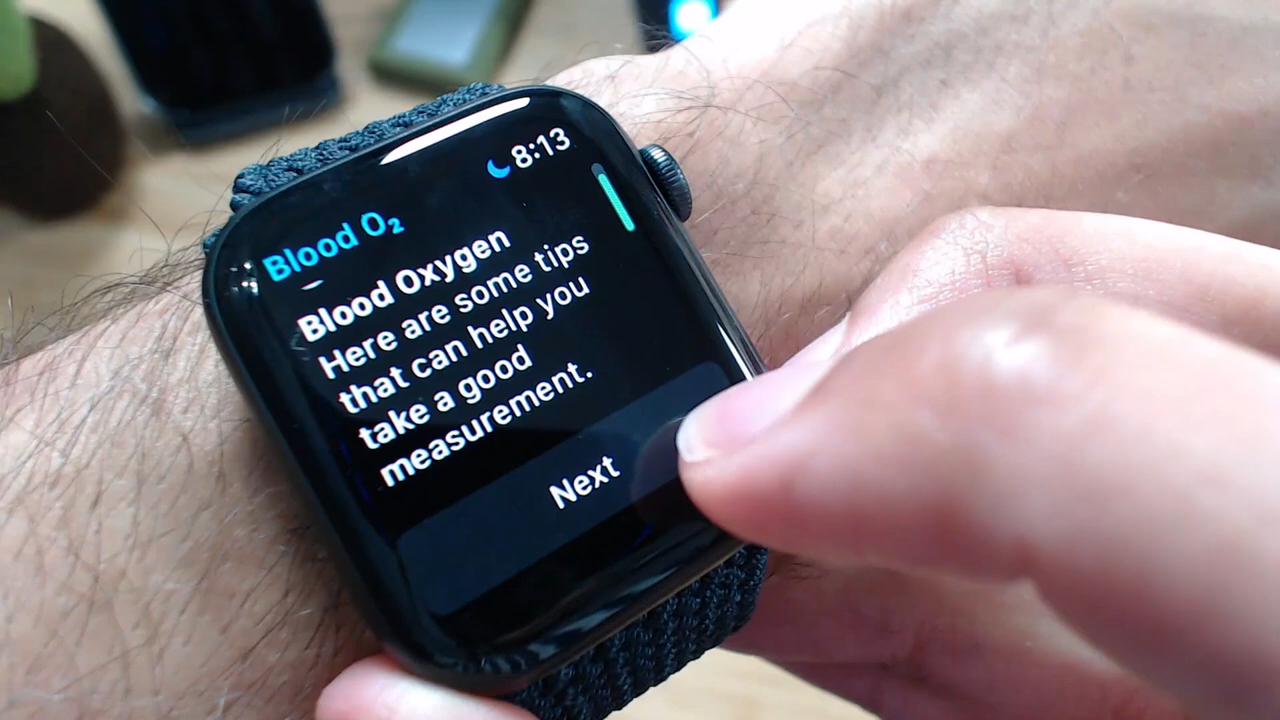 8:13
Blood O₂
Blood Oxygen
Here are some tips
that can help you
take a good
measurement.
Next